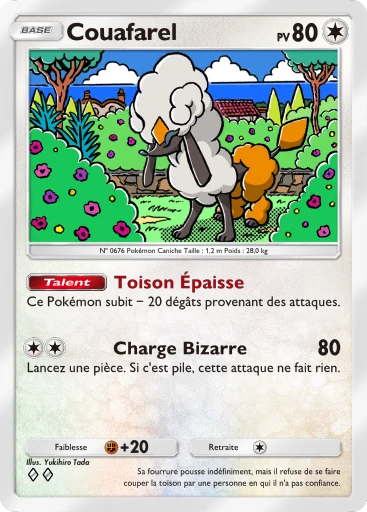 BASE Couafarel PV 80
N° 0676 Pokémon Caniche Taille : 1,2 m Poids : 28,0 kg
Talent Toison Épaisse
Ce Pokémon subit − 20 dégâts provenant des attaques.
Charge Bizarre 80
Lancez une pièce. Si c'est pile, cette attaque ne fait rien.
Faiblesse +20 Retraite
Illus. Yukihiro Tada
Sa fourrure pousse indéfiniment, mais il refuse de se faire
couper la toison par une personne en qui il n'a pas confiance.